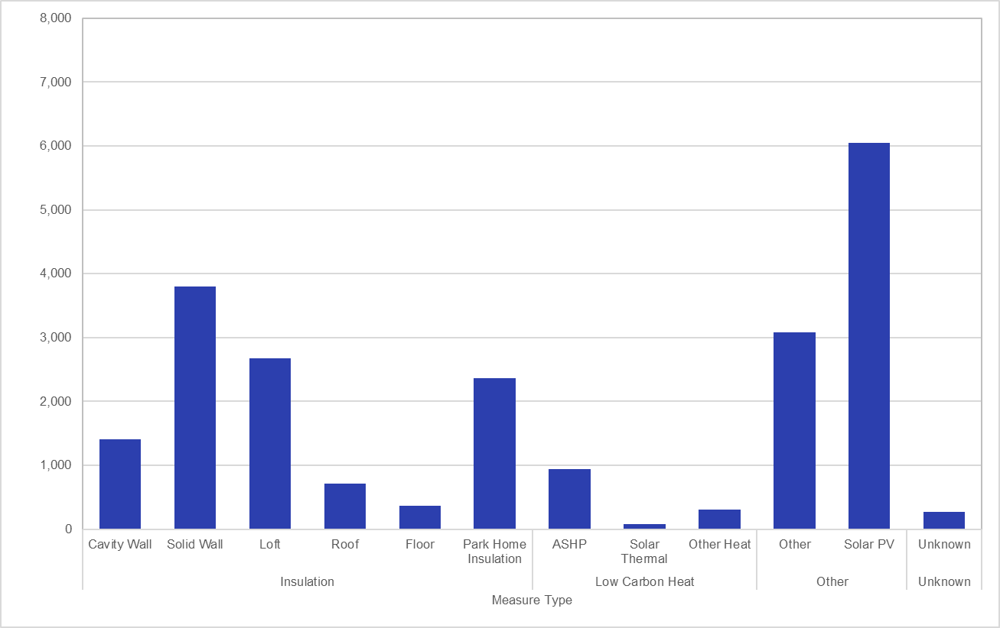 8,000
7,000
6,000
5,000
4,000
3,000
2,000
1,000
0
Cavity Wall
Solid Wall
Loft
Roof
Floor
Park Home
Insulation
ASHP
Solar
Thermal
Other Heat
Other
Solar PV
Unknown
Insulation
Low Carbon Heat
Other
Unknown
Measure Type